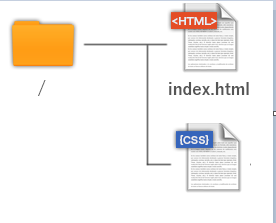 <HTML>
/
index.html
{CSS}